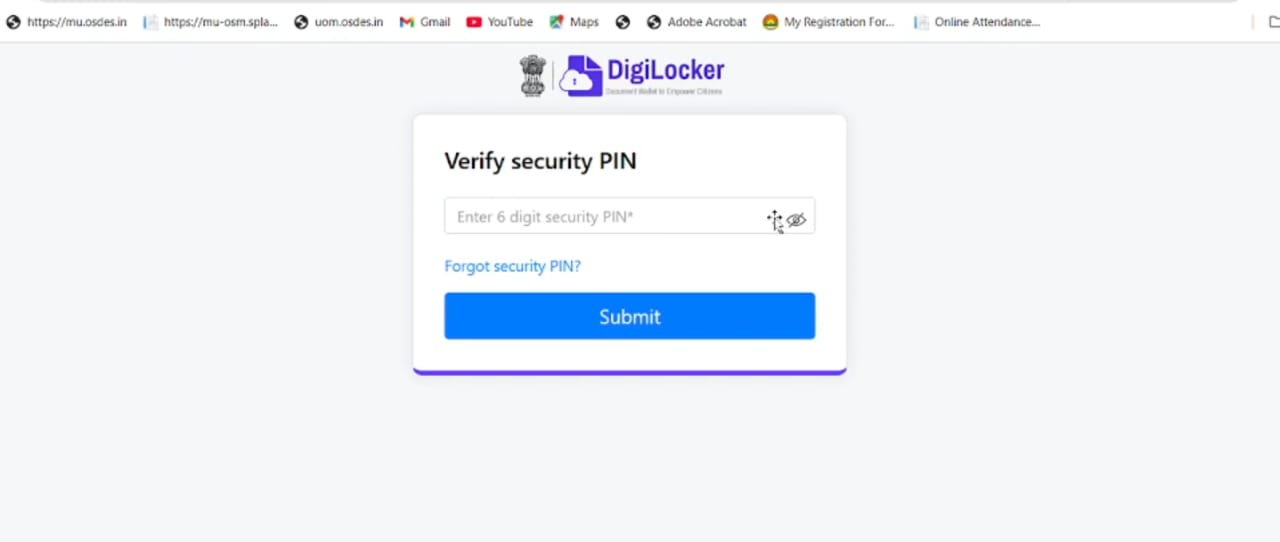 https://mu.osdes.in https://mu-osm.spla... uom.osdes.in Gmail YouTube Maps Adobe Acrobat My Registration For... Online Attendance...
DigiLocker
Document Wallet to Empower Citizens
Verify security PIN
Enter 6 digit security PIN*
Forgot security PIN?
Submit